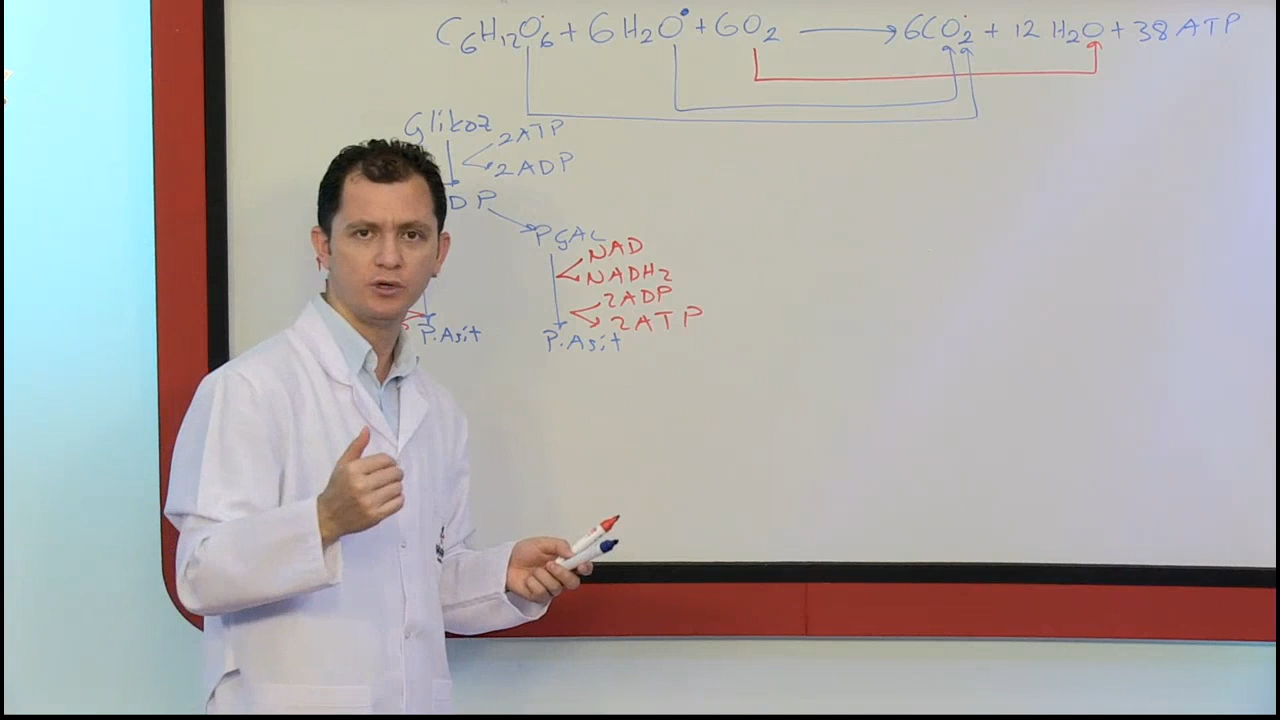 C₆H₁₂O₆ + 6H₂O + 6O₂ → 6CO₂ + 12 H₂O + 38 ATP
Glikoz
2ATP
2ADP
DP
PGAL
NAD
NADH₂
2ADP
2ATP
P.Asit
P.Asit